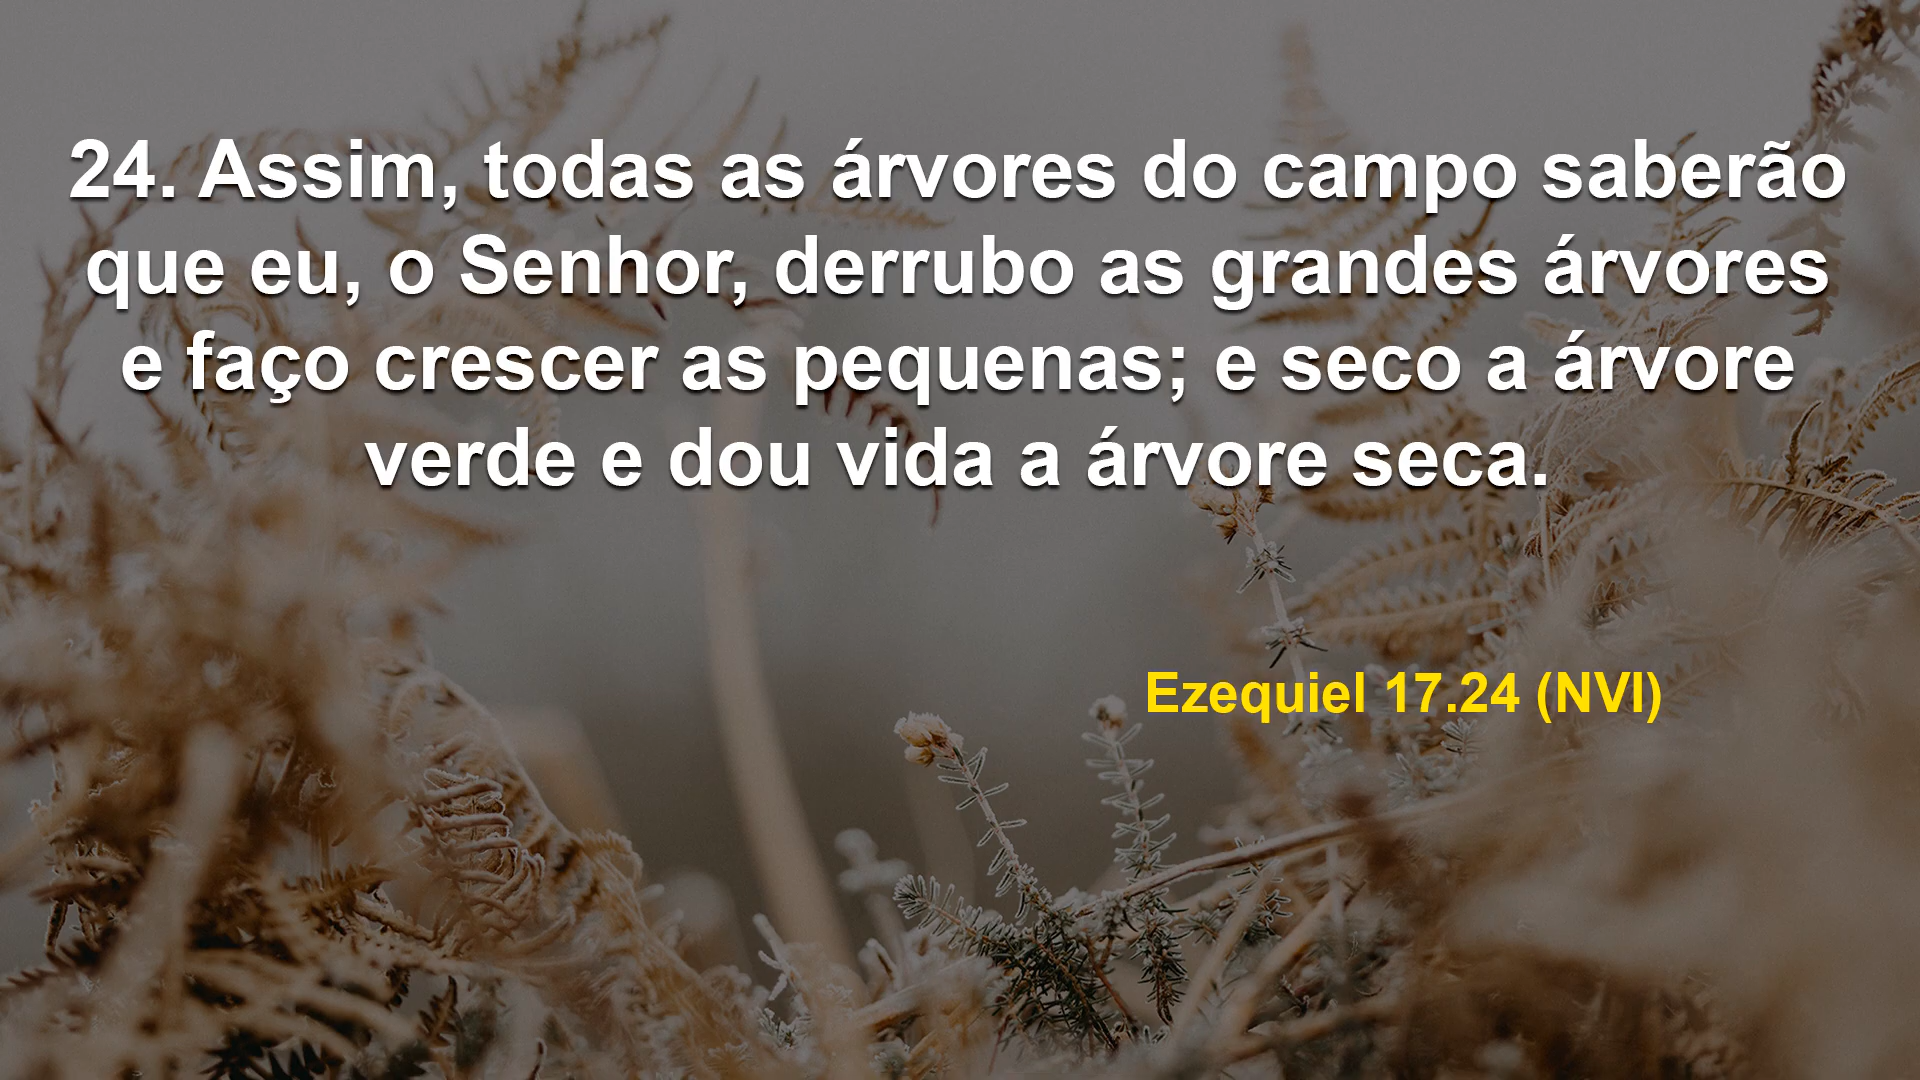 24. Assim, todas as árvores do campo saberão
que eu, o Senhor, derrubo as grandes árvores
e faço crescer as pequenas; e seco a árvore
verde e dou vida a árvore seca.
Ezequiel 17.24 (NVI)